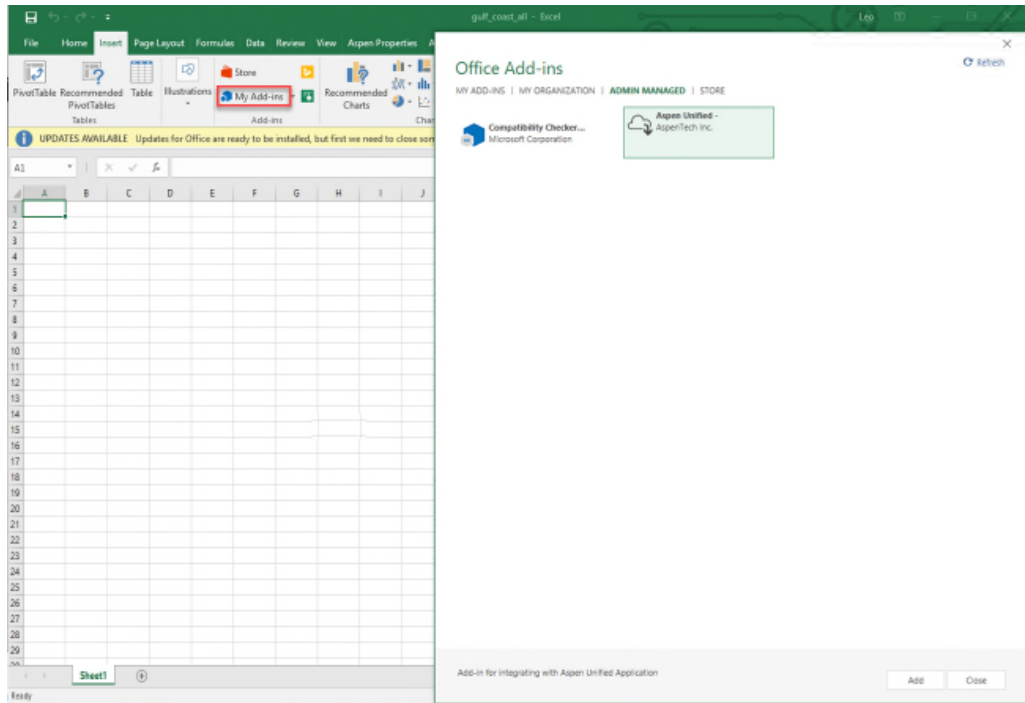 gulf_coast_all - Excel
Leo
File Home Insert Page Layout Formulas Data Review View Aspen Properties A
PivotTable Recommended PivotTables Table Illustrations
Store
My Add-ins
Recommended Charts
Tables Add-ins Char
UPDATES AVAILABLE Updates for Office are ready to be installed, but first we need to close som
A1 fx
A B C D E F G H I J
1
2
3
4
5
6
7
8
9
10
11
12
13
14
15
16
17
18
19
20
21
22
23
24
25
26
27
28
29
Sheet1
Ready
Office Add-ins
Refresh
MY ADD-INS | MY ORGANIZATION | ADMIN MANAGED | STORE
Compatibility Checker...
Microsoft Corporation
Aspen Unified -
AspenTech Inc.
Add-in for integrating with Aspen Unified Application
Add Close